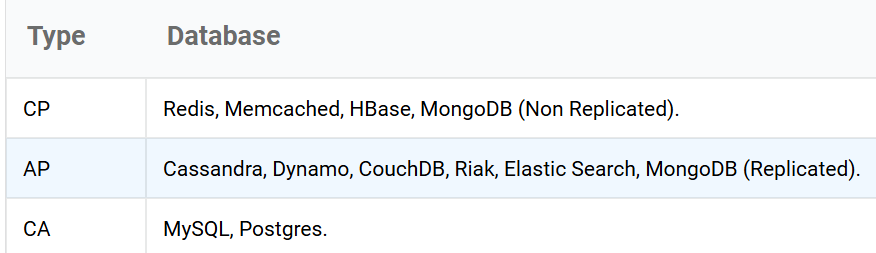 Type Database
CP Redis, Memcached, HBase, MongoDB (Non Replicated).
AP Cassandra, Dynamo, CouchDB, Riak, Elastic Search, MongoDB (Replicated).
CA MySQL, Postgres.